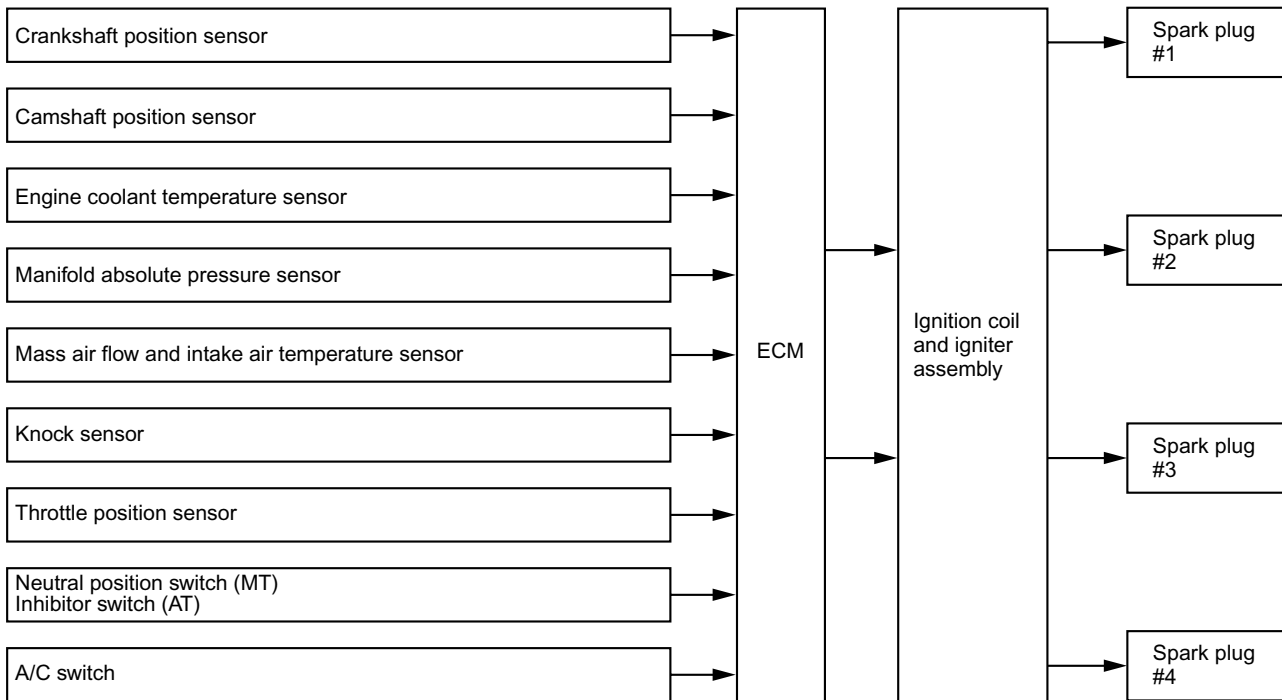 Crankshaft position sensor
Camshaft position sensor
Engine coolant temperature sensor
Manifold absolute pressure sensor
Mass air flow and intake air temperature sensor
Knock sensor
Throttle position sensor
Neutral position switch (MT)
Inhibitor switch (AT)
A/C switch
ECM
Ignition coil
and igniter
assembly
Spark plug
#1
Spark plug
#2
Spark plug
#3
Spark plug
#4